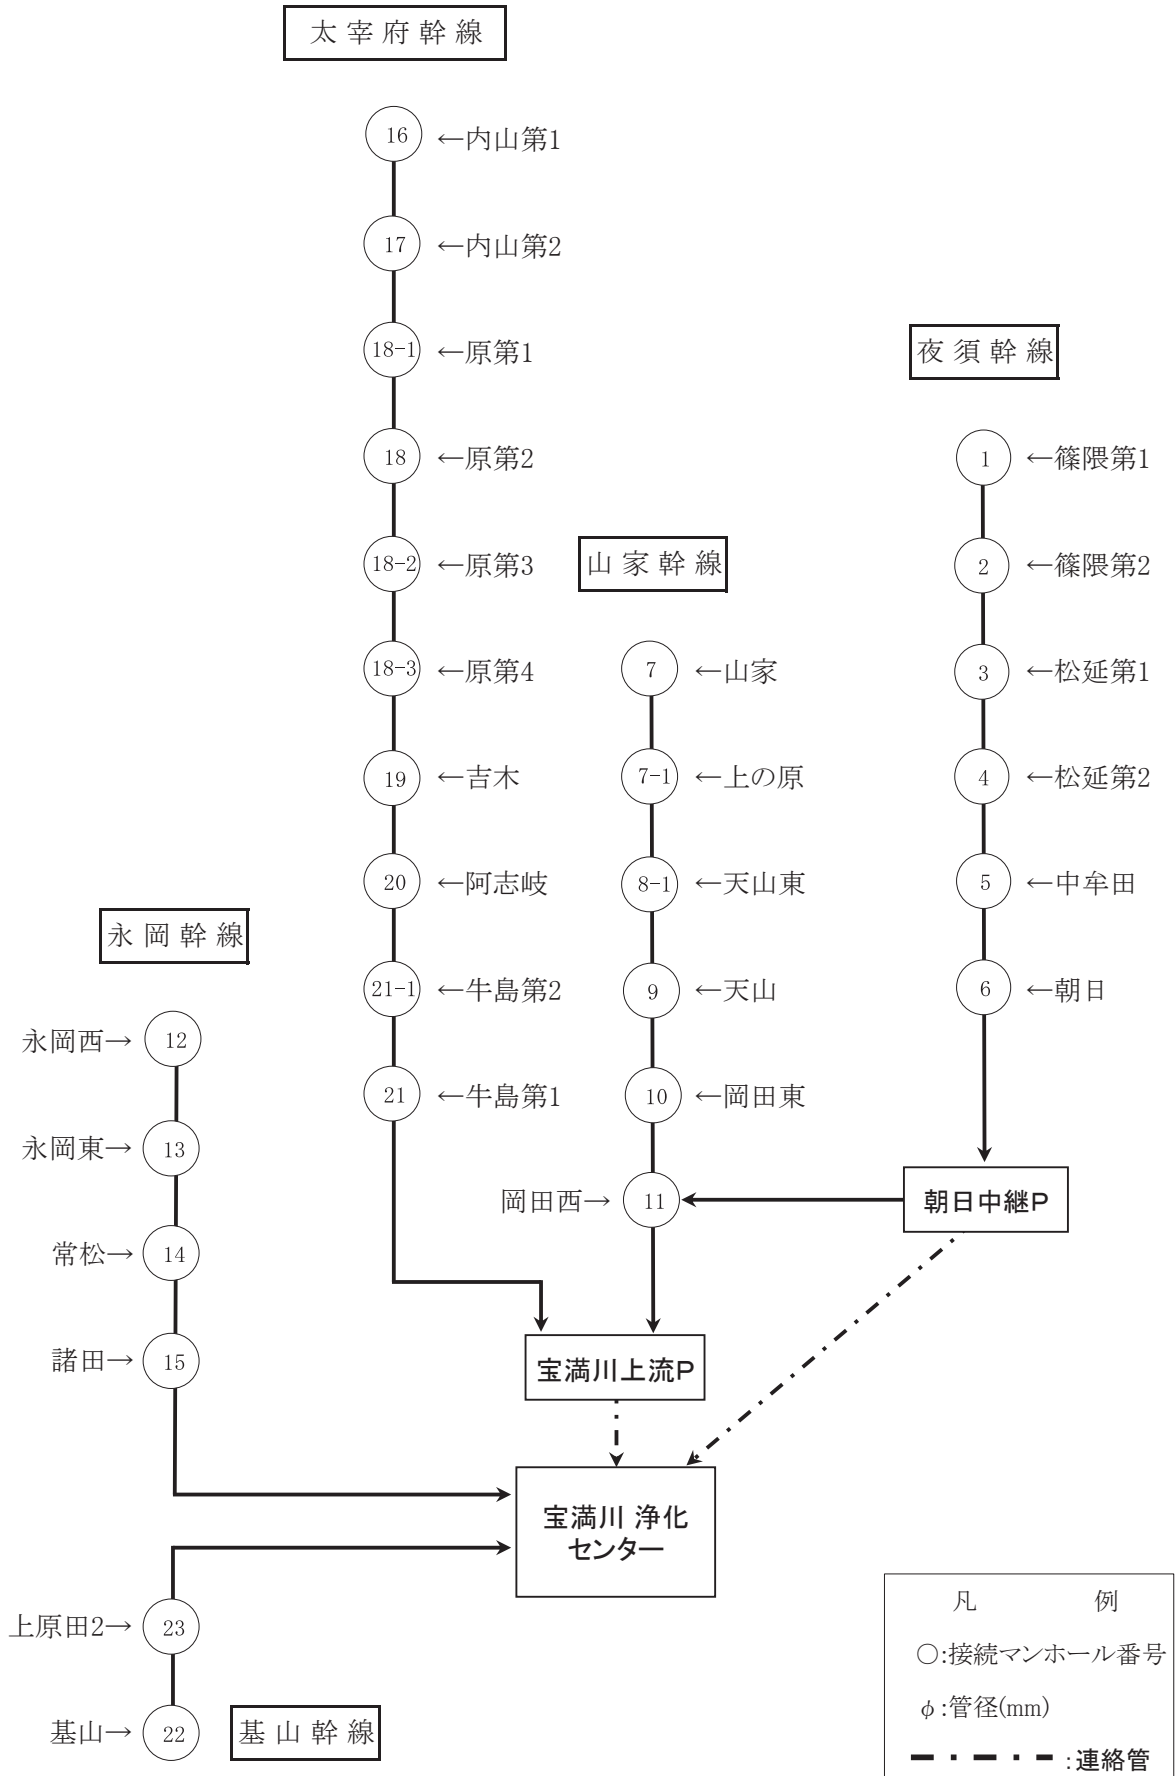 太宰府幹線
16 ←内山第1
17 ←内山第2
18-1 ←原第1
18 ←原第2
18-2 ←原第3
18-3 ←原第4
19 ←吉木
20 ←阿志岐
21-1 ←牛島第2
21 ←牛島第1
山家幹線
7 ←山家
7-1 ←上の原
8-1 ←天山東
9 ←天山
10 ←岡田東
岡田西→ 11
夜須幹線
1 ←篠隈第1
2 ←篠隈第2
3 ←松延第1
4 ←松延第2
5 ←中牟田
6 ←朝日
朝日中継P
永岡幹線
永岡西→ 12
永岡東→ 13
常松→ 14
諸田→ 15
宝満川上流P
宝満川 浄化
センター
上原田2→ 23
基山→ 22
基山幹線
凡 例
○:接続マンホール番号
φ:管径(mm)
:連絡管